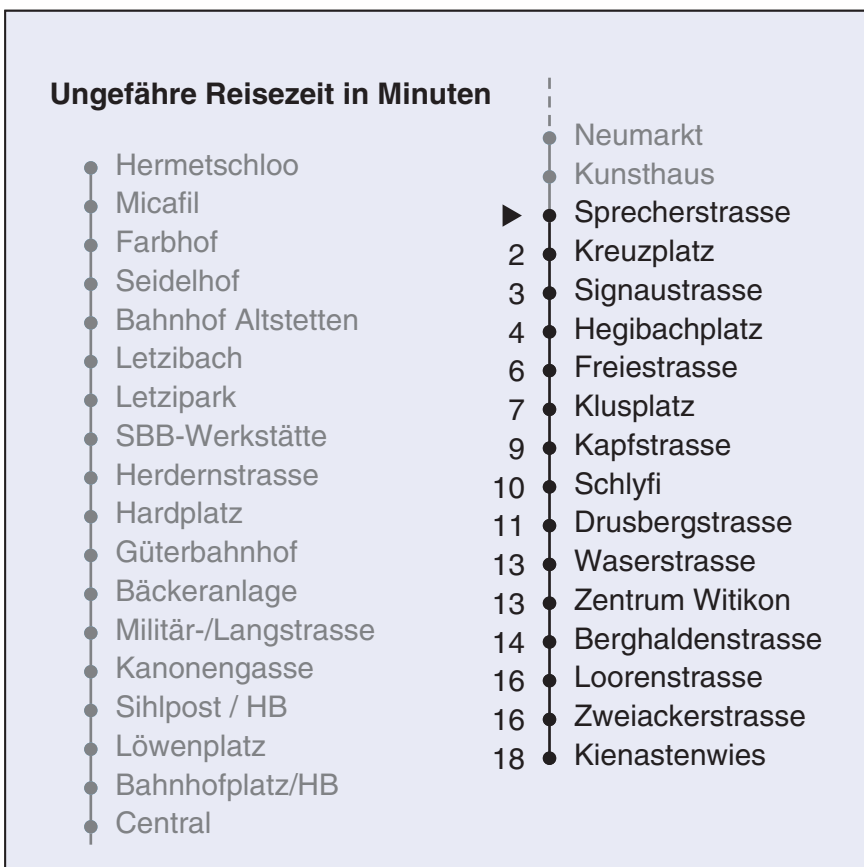 Ungefähre Reisezeit in Minuten
Hermetschloo
Micafil
Farbhof
Seidelhof
Bahnhof Altstetten
Letzibach
Letzipark
SBB-Werkstätte
Herdernstrasse
Hardplatz
Güterbahnhof
Bäckeranlage
Militär-/Langstrasse
Kanonengasse
Sihlpost / HB
Löwenplatz
Bahnhofplatz/HB
Central
Neumarkt
Kunsthaus
Sprecherstrasse
2 Kreuzplatz
3 Signaustrasse
4 Hegibachplatz
6 Freiestrasse
7 Klusplatz
9 Kapfstrasse
10 Schlyfi
11 Drusbergstrasse
13 Waserstrasse
13 Zentrum Witikon
14 Berghaldenstrasse
16 Loorenstrasse
16 Zweiackerstrasse
18 Kienastenwies